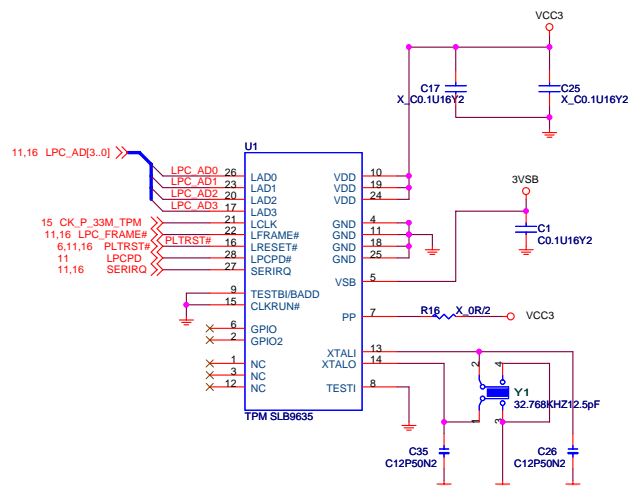 VCC3
C17
X_C0.1U16Y2
C25
X_C0.1U16Y2
U1
11,16 LPC_AD[3..0]
LPC_AD0 26 LAD0 VDD 10
LPC_AD1 23 LAD1 VDD 19
LPC_AD2 20 LAD2 VDD 24
LPC_AD3 17 LAD3
3VSB
15 CK_P_33M_TPM 21 LCLK GND 4
11,16 LPC_FRAME# 22 LFRAME# GND 11
6,11,16 PLTRST# PLTRST# 16 LRESET# GND 18
11 LPCPD 28 LPCPD# GND 25
11,16 SERIRQ 27 SERIRQ
C1
C0.1U16Y2
VSB 5
9 TESTBI/BADD
15 CLKRUN#
PP 7 R16 X_0R/2 VCC3
6 GPIO
2 GPIO2
XTALI 13
XTALO 14
1 NC
3 NC
12 NC
TESTI 8
2 4
Y1
32.768KHZ12.5pF
1 3
TPM SLB9635
C35
C12P50N2
C26
C12P50N2